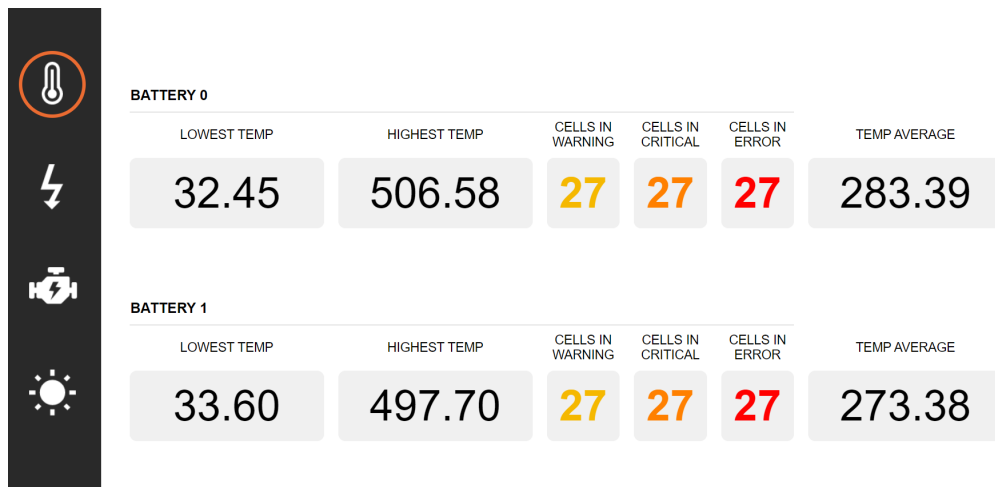 BATTERY 0
LOWEST TEMP
HIGHEST TEMP
CELLS IN
WARNING
CELLS IN
CRITICAL
CELLS IN
ERROR
TEMP AVERAGE
32.45
506.58
27
27
27
283.39
BATTERY 1
LOWEST TEMP
HIGHEST TEMP
CELLS IN
WARNING
CELLS IN
CRITICAL
CELLS IN
ERROR
TEMP AVERAGE
33.60
497.70
27
27
27
273.38